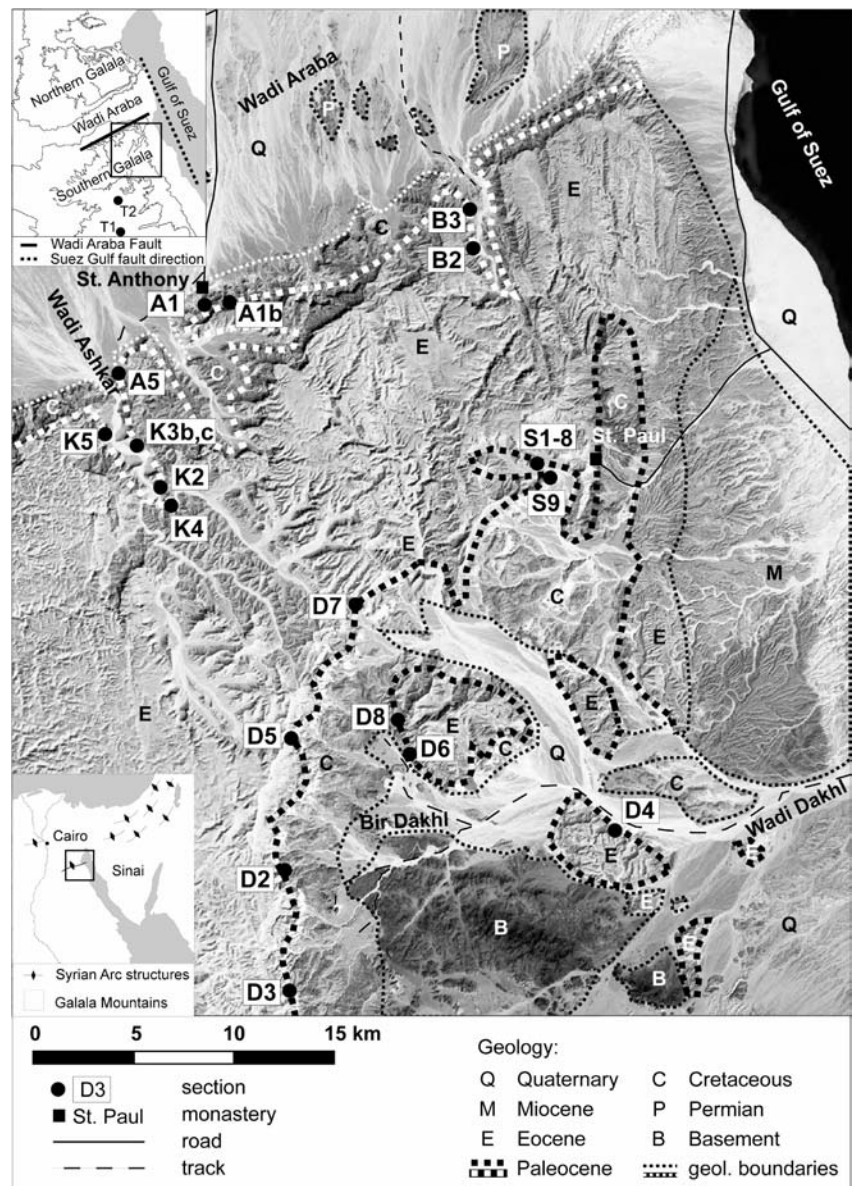 Northern Galala
Gulf of Suez
Wadi Araba
Southern Galala
T2
T1
Wadi Araba Fault
Suez Gulf fault direction
Wadi Araba
P
P
Q
Gulf of Suez
E
C
B3
B2
St. Anthony
A1
A1b
Q
Wadi Ashkar
E
C
A5
C
C
K5
K3b,c
St. Paul
S1-8
K2
S9
K4
E
M
C
D7
E
E
D8
E
E
D5
D6
C
C
Q
C
D4
Wadi Dakhl
Bir Dakhl
E
E
Cairo
Sinai
D2
B
E
E
Q
B
Syrian Arc structures
Galala Mountains
D3
0 5 10 15 km
D3 section
St. Paul monastery
road
track
Geology:
Q Quaternary
M Miocene
E Eocene
Paleocene
C Cretaceous
P Permian
B Basement
geol. boundaries